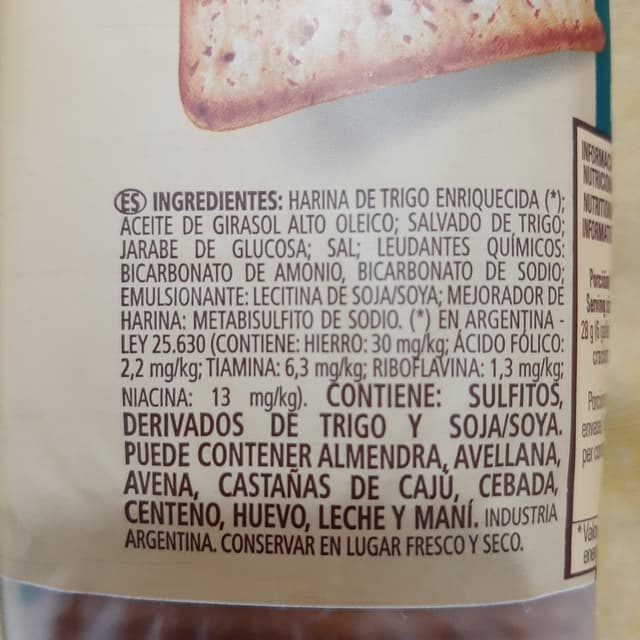 ES INGREDIENTES: HARINA DE TRIGO ENRIQUECIDA (*);
ACEITE DE GIRASOL ALTO OLEICO; SALVADO DE TRIGO;
JARABE DE GLUCOSA; SAL; LEUDANTES QUÍMICOS:
BICARBONATO DE AMONIO, BICARBONATO DE SODIO;
EMULSIONANTE: LECITINA DE SOJA/SOYA; MEJORADOR DE
HARINA: METABISULFITO DE SODIO. (*) EN ARGENTINA -
LEY 25.630 (CONTIENE: HIERRO: 30 mg/kg; ÁCIDO FÓLICO:
2,2 mg/kg; TIAMINA: 6,3 mg/kg; RIBOFLAVINA: 1,3 mg/kg;
NIACINA: 13 mg/kg). CONTIENE: SULFITOS,
DERIVADOS DE TRIGO Y SOJA/SOYA.
PUEDE CONTENER ALMENDRA, AVELLANA,
AVENA, CASTAÑAS DE CAJÚ, CEBADA,
CENTENO, HUEVO, LECHE Y MANÍ. INDUSTRIA
ARGENTINA. CONSERVAR EN LUGAR FRESCO Y SECO.
Serving
28 g (6
per